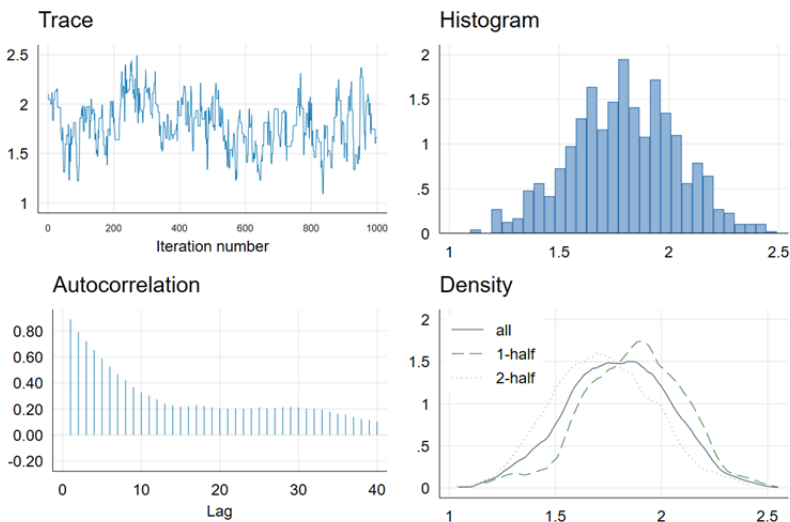 Trace
2.5
2
1.5
1
0 200 400 600 800 1000
Iteration number
Histogram
2
1.5
1
.5
0
1 1.5 2 2.5
Autocorrelation
0.80
0.60
0.40
0.20
0.00
-0.20
0 10 20 30 40
Lag
Density
2
1.5
1
.5
0
all
1-half
2-half
1 1.5 2 2.5